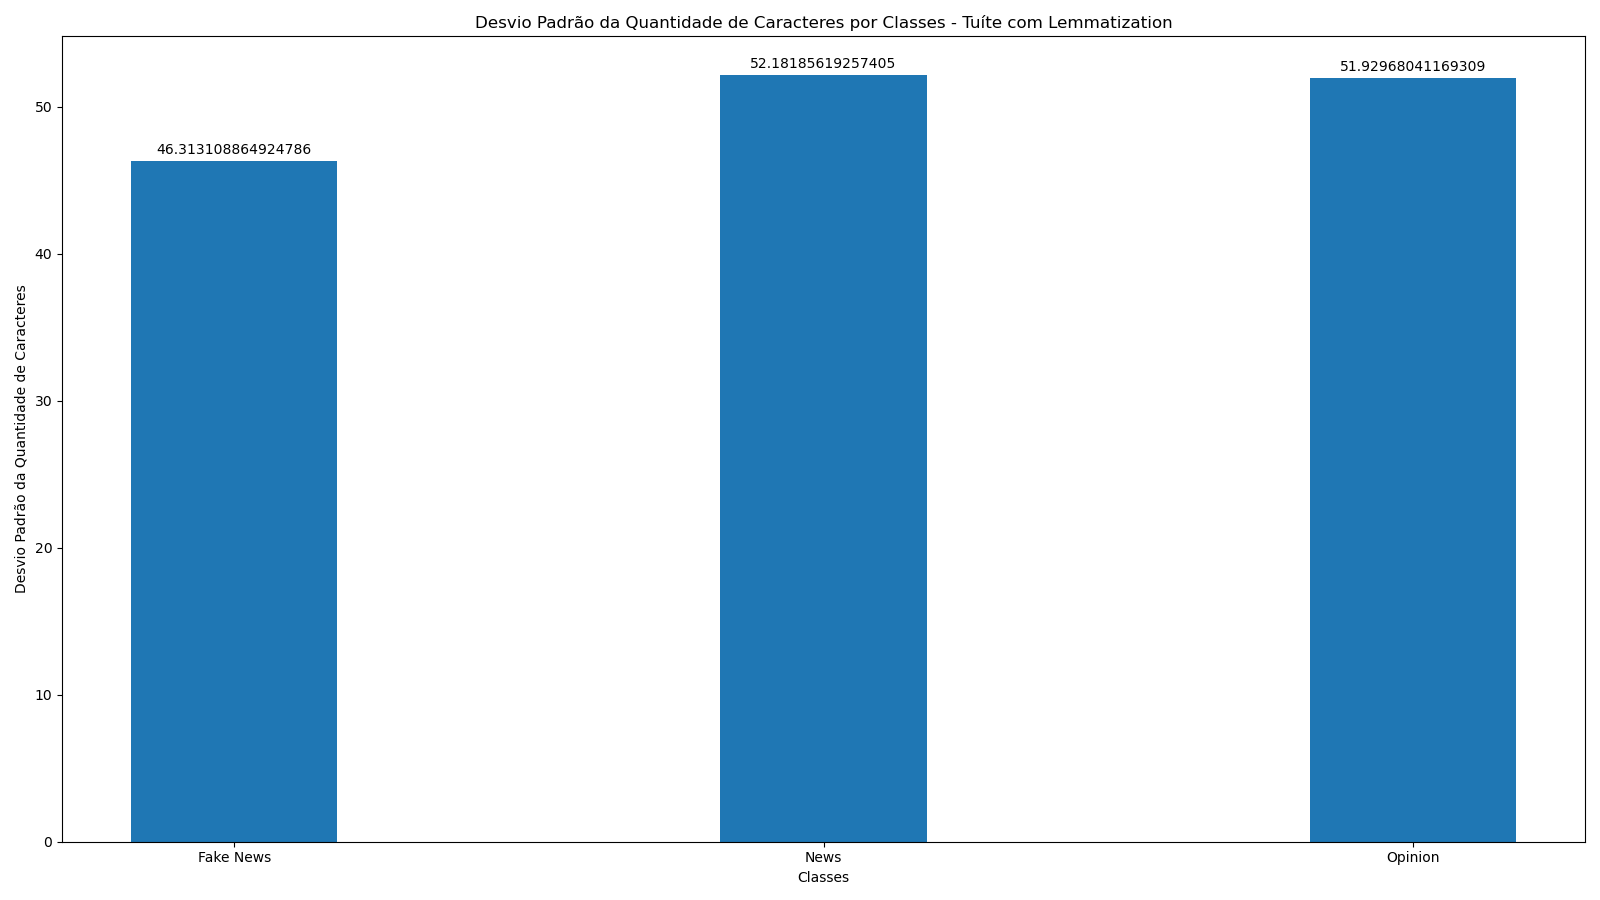 Desvio Padrão da Quantidade de Caracteres por Classes - Tuíte com Lemmatization
52.18185619257405
51.92968041169309
46.313108864924786
Desvio Padrão da Quantidade de Caracteres
50
40
30
20
10
0
Fake News
News
Opinion
Classes